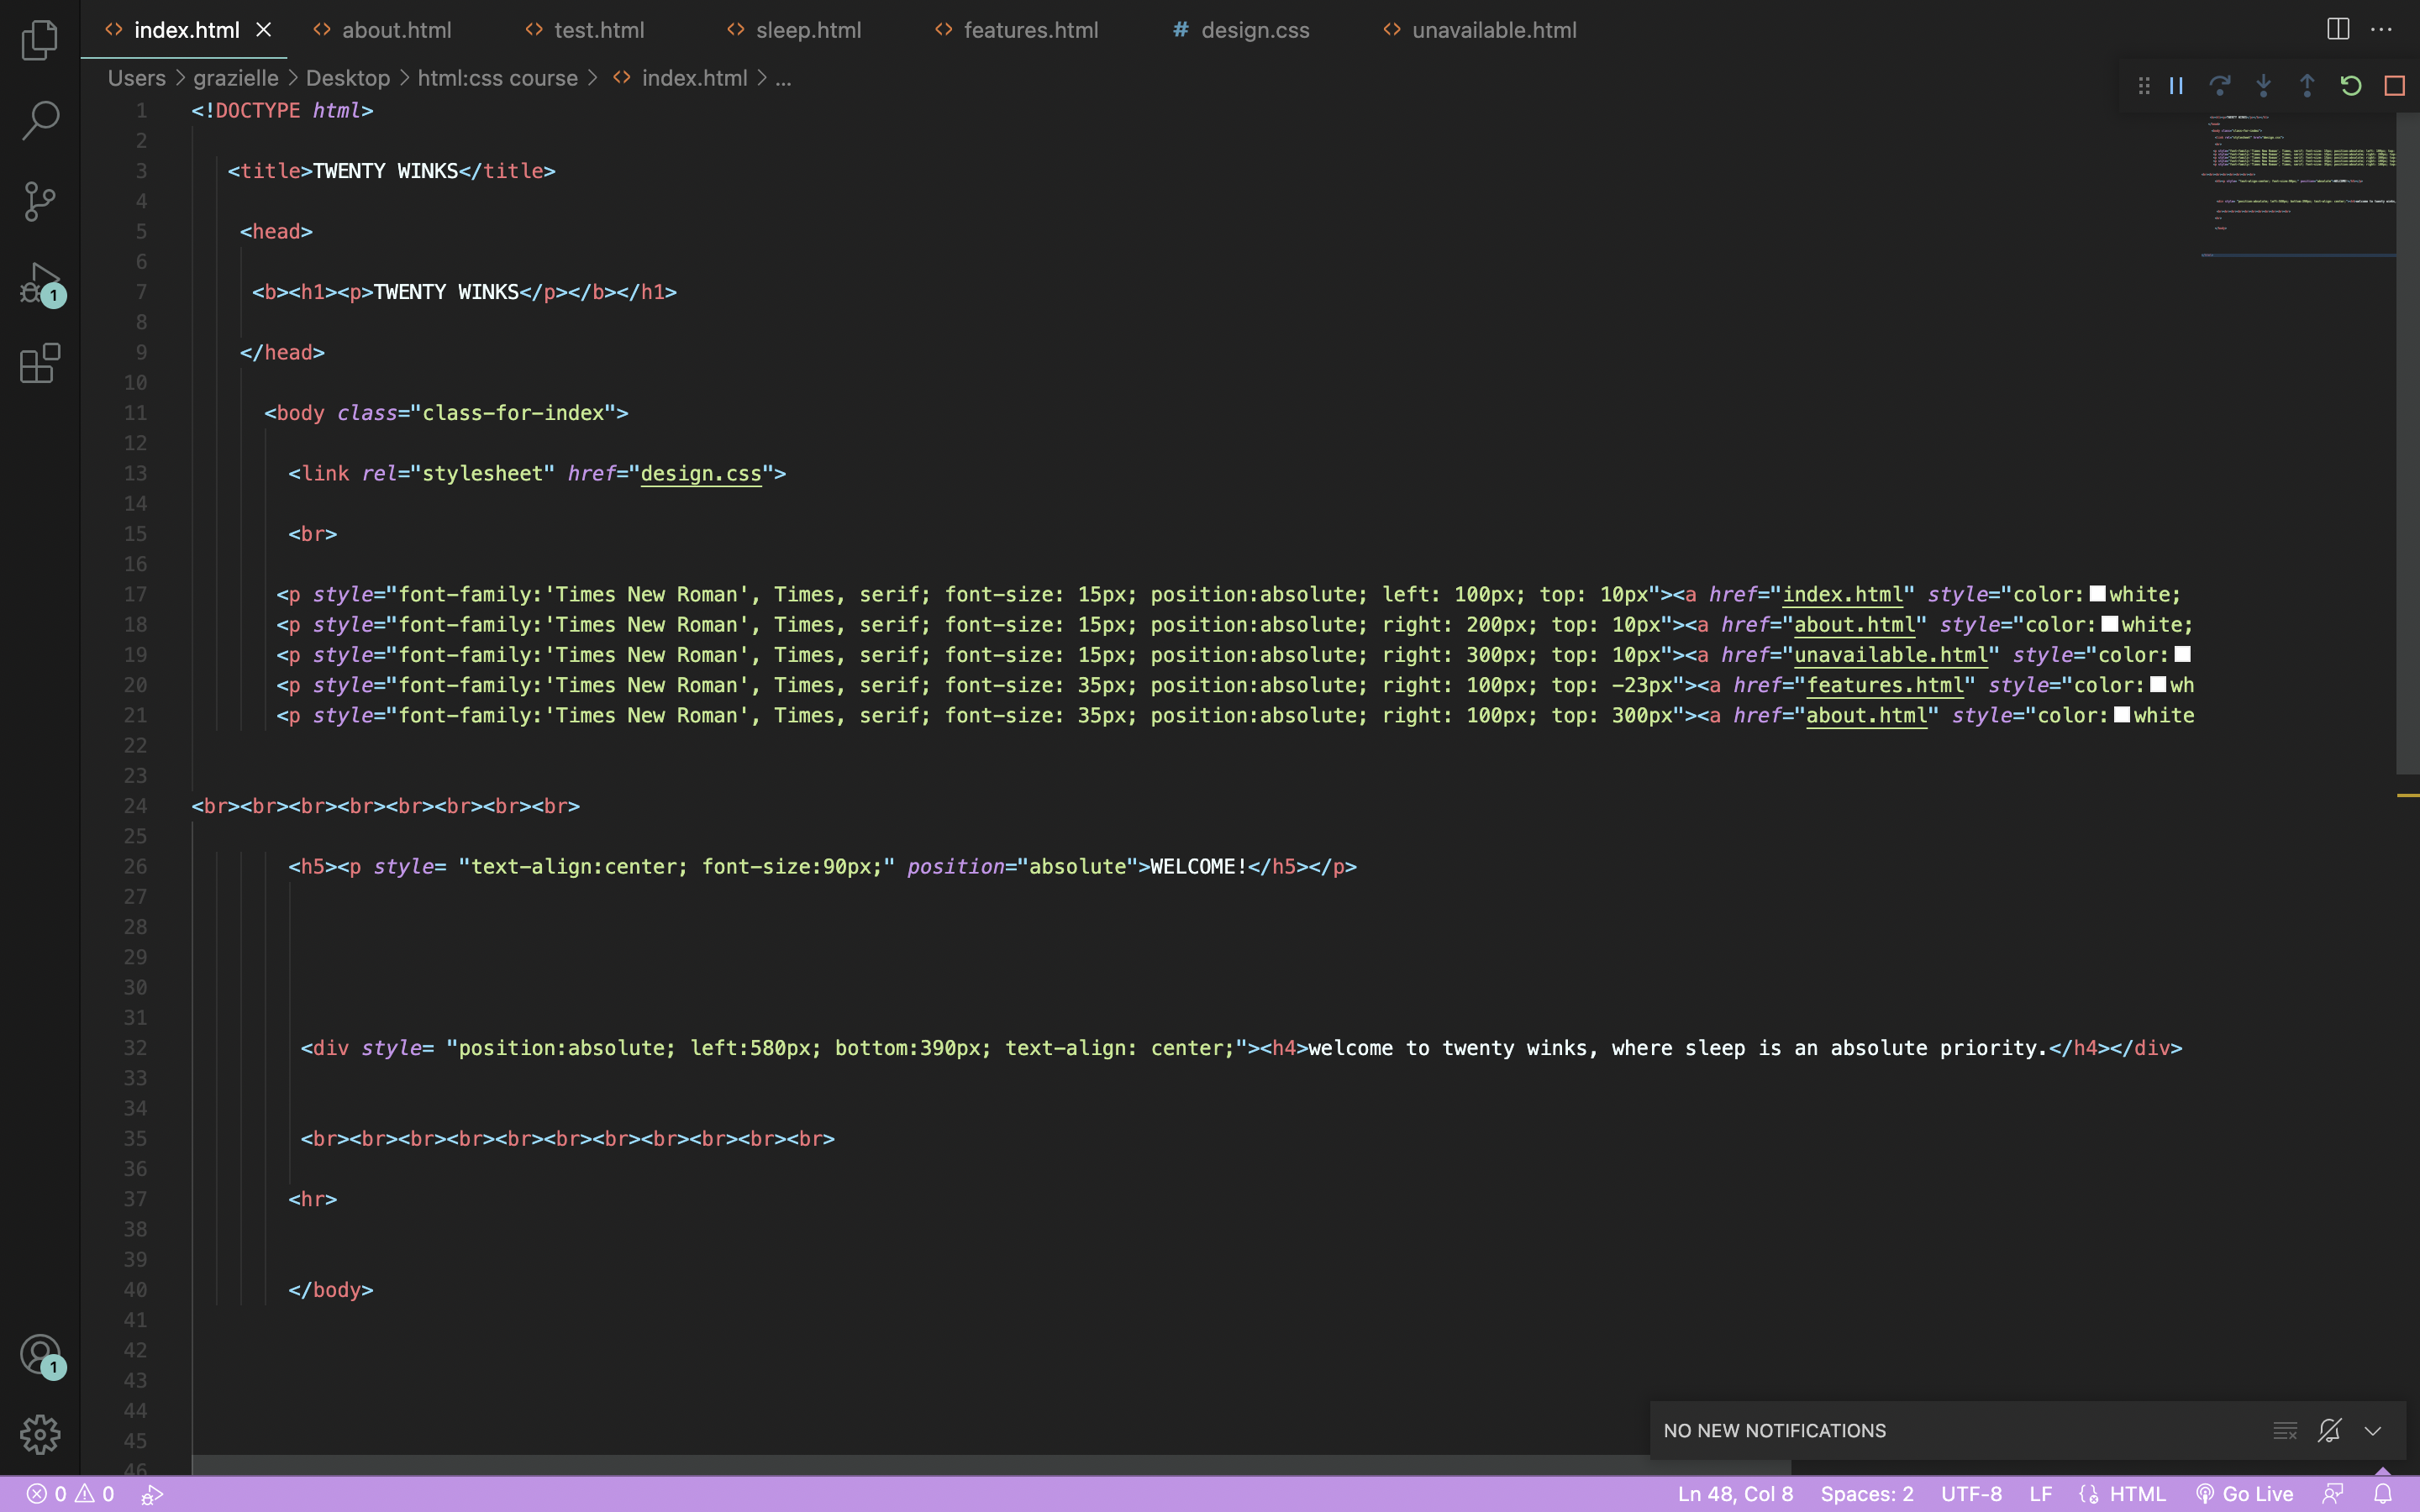 index.html
about.html
test.html
sleep.html
features.html
# design.css
unavailable.html
Users > grazielle > Desktop > html:css course > <> index.html > ...
1 <!DOCTYPE html>
2
3 <title>TWENTY WINKS</title>
4
5 <head>
6
7 <b><h1><p>TWENTY WINKS</p></b></h1>
8
9 </head>
10
11 <body class="class-for-index">
12
13 <link rel="stylesheet" href="design.css">
14
15 <br>
16
17 <p style="font-family:'Times New Roman', Times, serif; font-size: 15px; position:absolute; left: 100px; top: 10px"><a href="index.html" style="color:white;
18 <p style="font-family:'Times New Roman', Times, serif; font-size: 15px; position:absolute; right: 200px; top: 10px"><a href="about.html" style="color:white;
19 <p style="font-family:'Times New Roman', Times, serif; font-size: 15px; position:absolute; right: 300px; top: 10px"><a href="unavailable.html" style="color:
20 <p style="font-family:'Times New Roman', Times, serif; font-size: 35px; position:absolute; right: 100px; top: -23px"><a href="features.html" style="color:wh
21 <p style="font-family:'Times New Roman', Times, serif; font-size: 35px; position:absolute; right: 100px; top: 300px"><a href="about.html" style="color:white
22
23
24 <br><br><br><br><br><br><br><br>
25
26 <h5><p style= "text-align:center; font-size:90px;" position="absolute">WELCOME!</h5></p>
27
28
29
30
31
32 <div style= "position:absolute; left:580px; bottom:390px; text-align: center;"><h4>welcome to twenty winks, where sleep is an absolute priority.</h4></div>
33
34
35 <br><br><br><br><br><br><br><br><br><br><br>
36
37 <hr>
38
39
40 </body>
41
42
43
44
45
46
1
1
NO NEW NOTIFICATIONS
0 0
Ln 48, Col 8 Spaces: 2 UTF-8 LF HTML Go Live